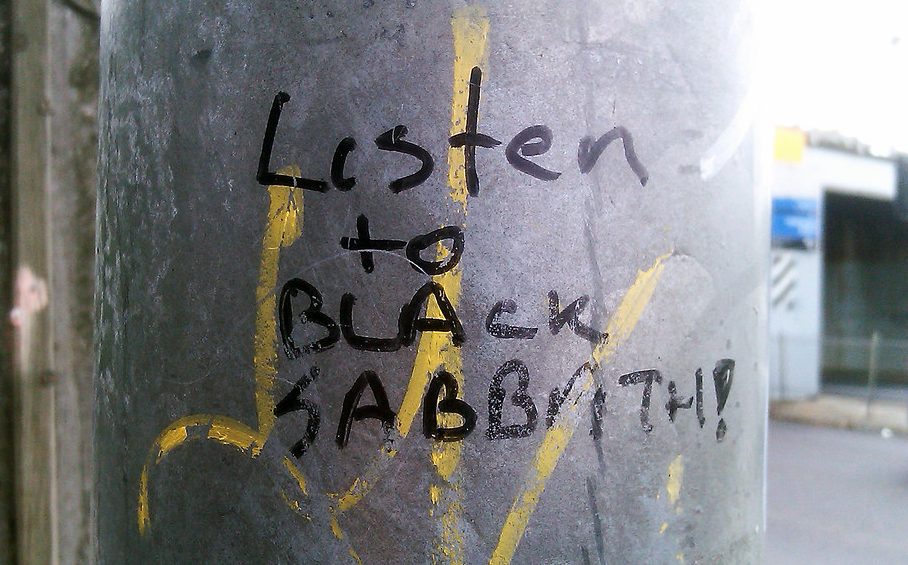 Listen
to
BLACK
SABBATH!